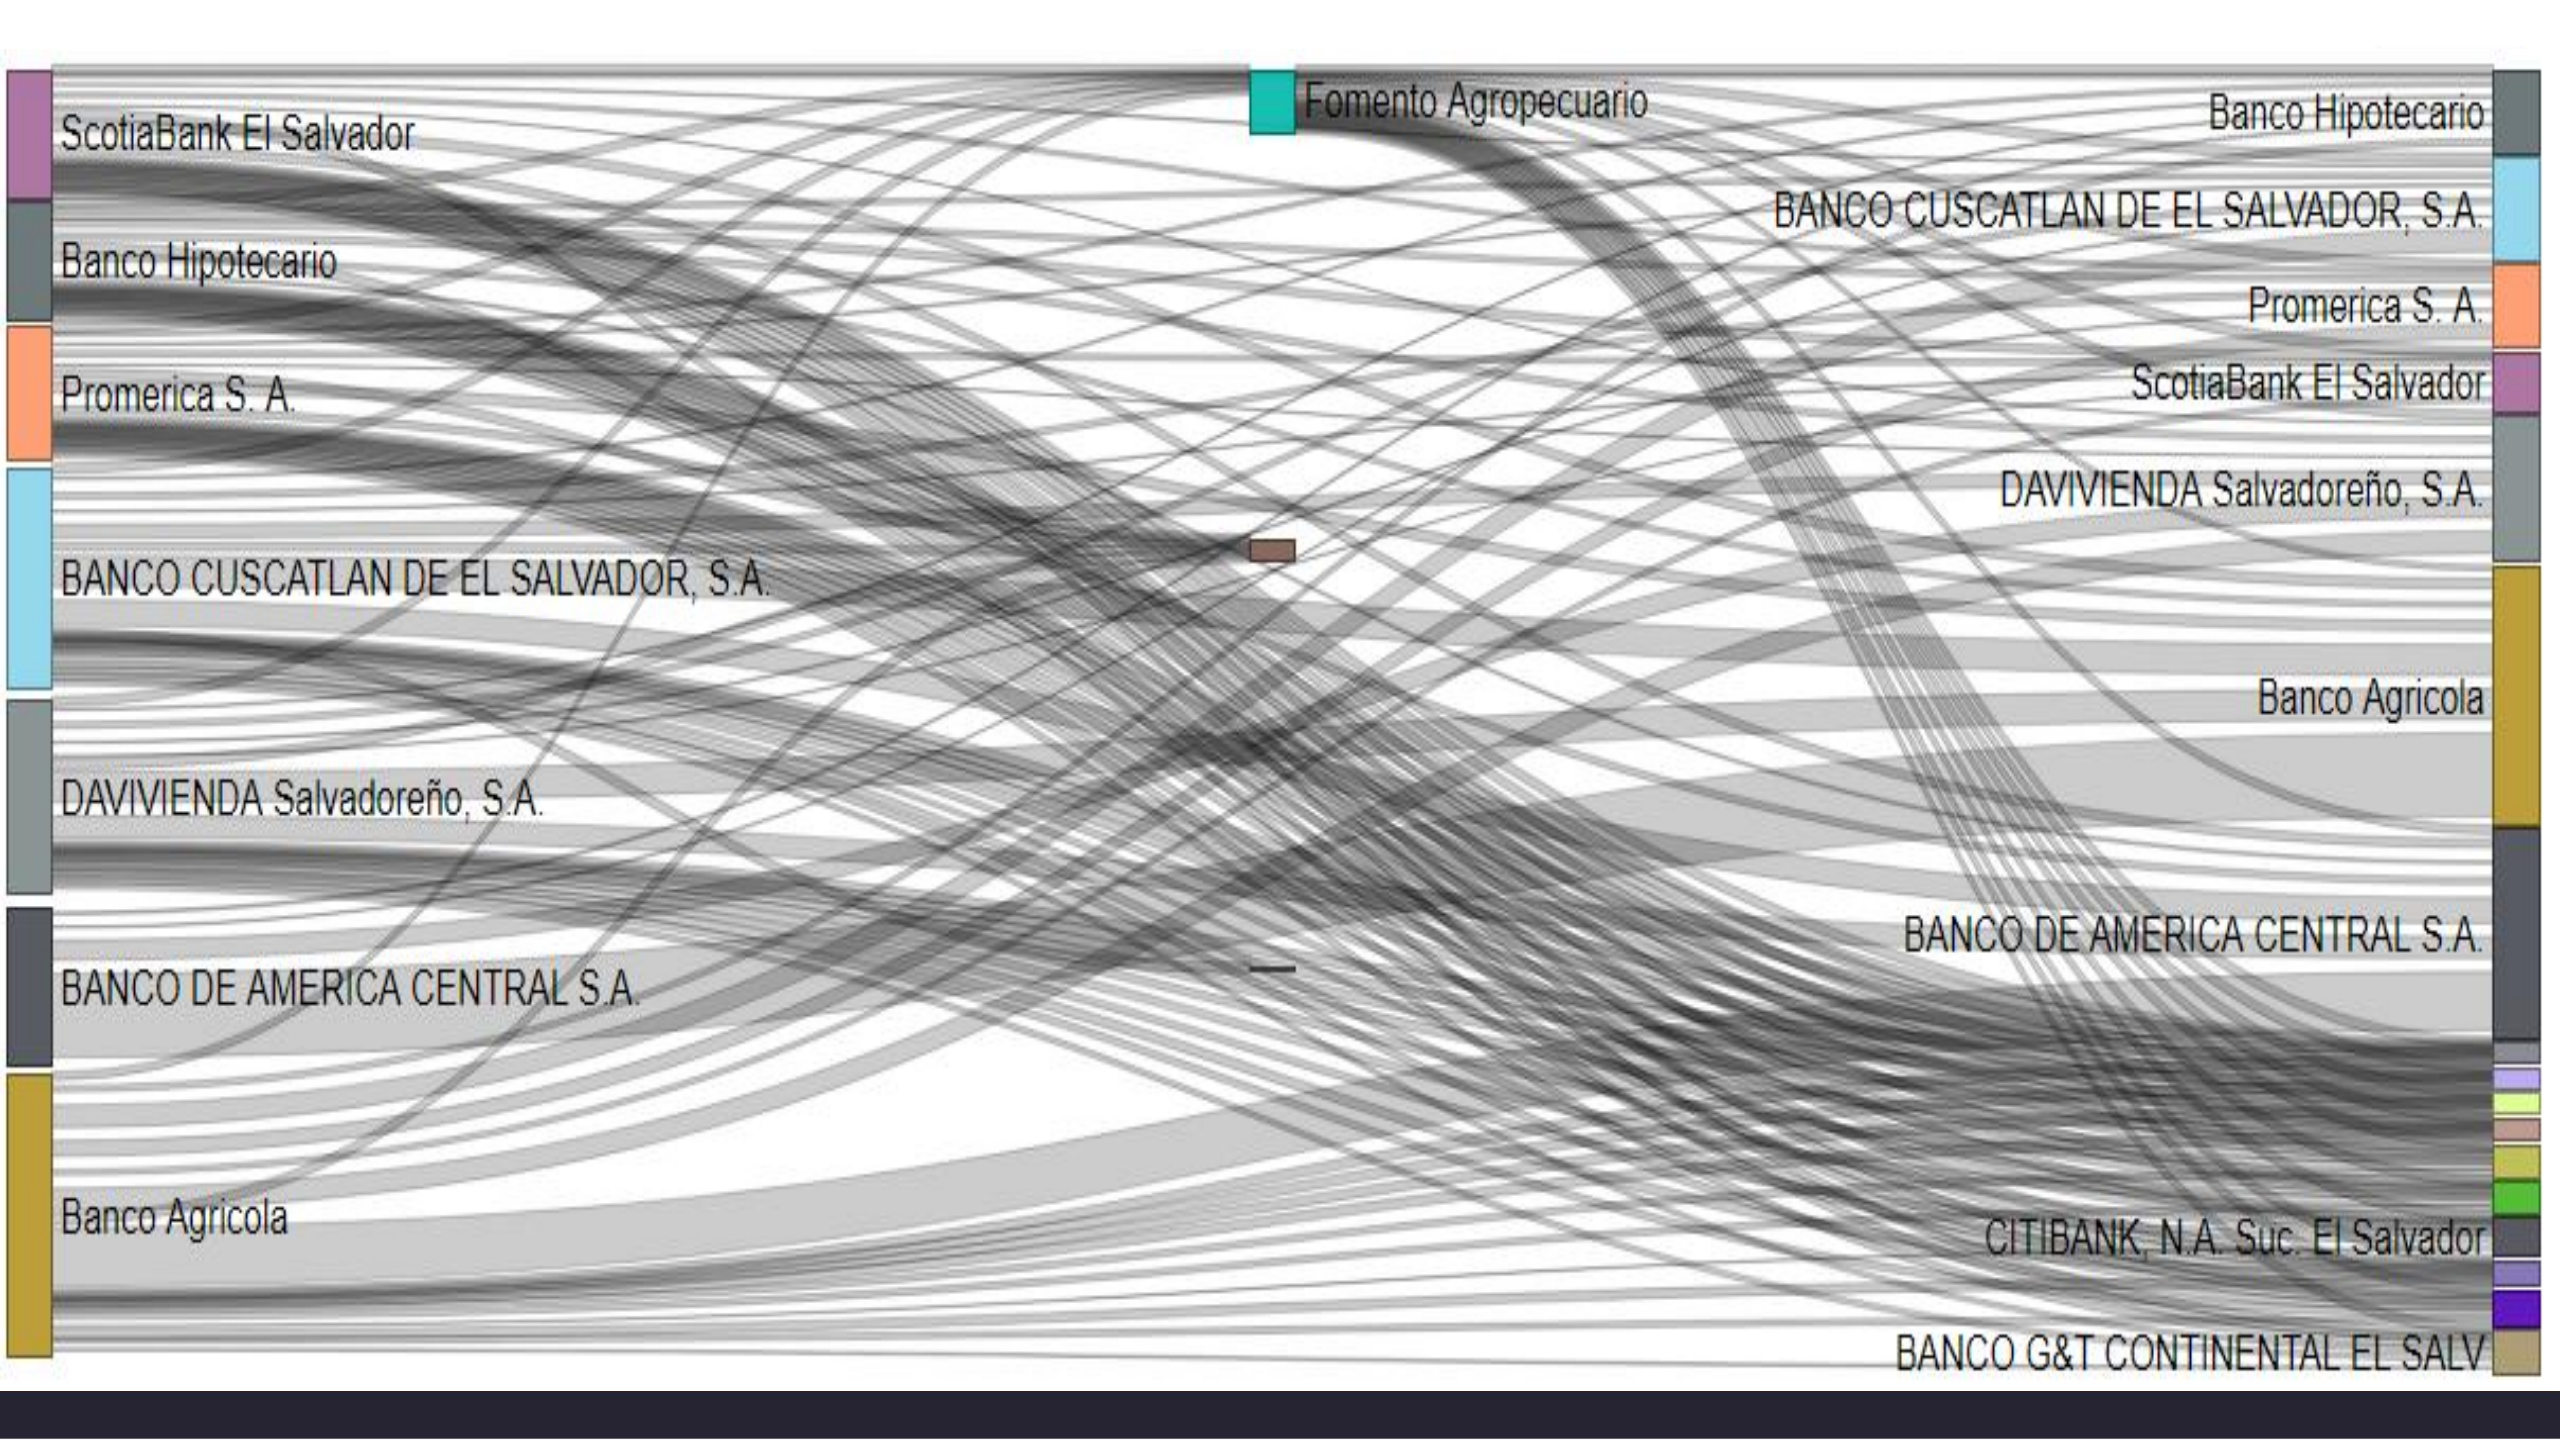 ScotiaBank El Salvador
Banco Hipotecario
Promerica S. A.
BANCO CUSCATLAN DE EL SALVADOR, S.A.
DAVIVIENDA Salvadoreño, S.A.
BANCO DE AMERICA CENTRAL S.A.
Banco Agricola
Fomento Agropecuario
Banco Hipotecario
BANCO CUSCATLAN DE EL SALVADOR, S.A.
Promerica S. A.
ScotiaBank El Salvador
DAVIVIENDA Salvadoreño, S.A.
Banco Agricola
BANCO DE AMERICA CENTRAL S.A.
CITIBANK, N.A. Suc. El Salvador
BANCO G&T CONTINENTAL EL SALV